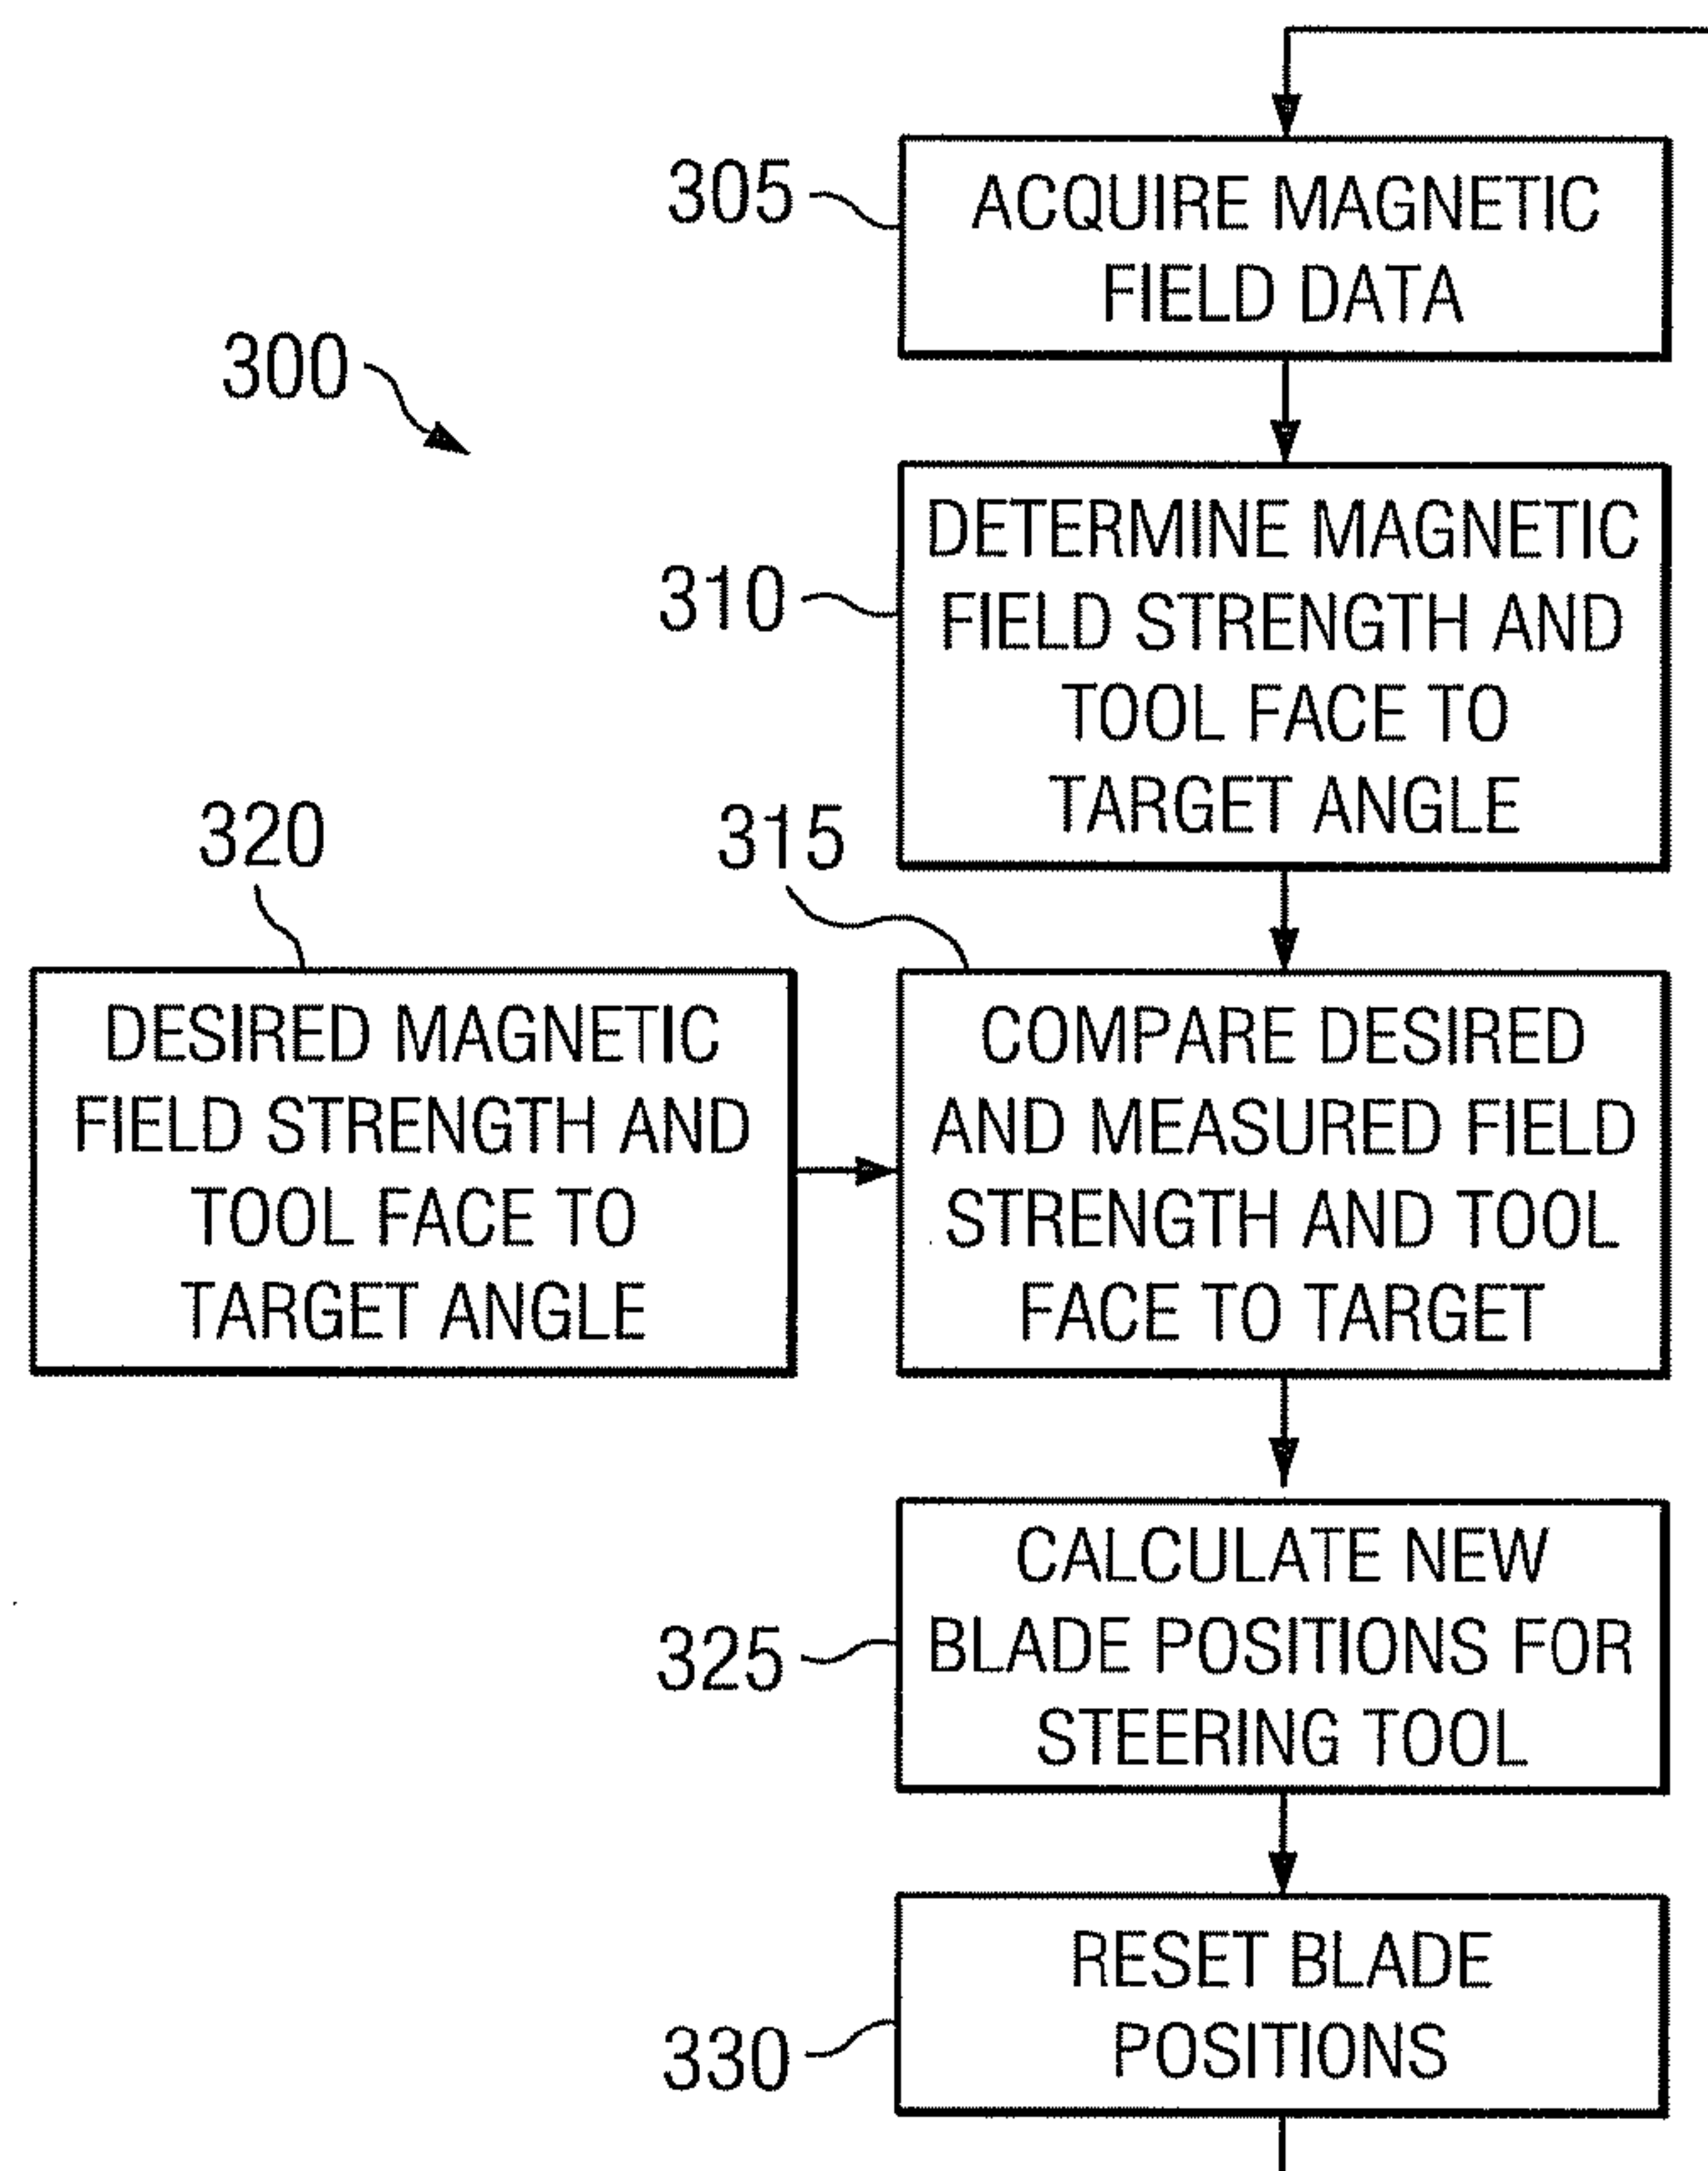 305
ACQUIRE MAGNETIC
FIELD DATA
300
310
DETERMINE MAGNETIC
FIELD STRENGTH AND
TOOL FACE TO
TARGET ANGLE
320
315
DESIRED MAGNETIC
FIELD STRENGTH AND
TOOL FACE TO
TARGET ANGLE
COMPARE DESIRED
AND MEASURED FIELD
STRENGTH AND TOOL
FACE TO TARGET
325
CALCULATE NEW
BLADE POSITIONS FOR
STEERING TOOL
330
RESET BLADE
POSITIONS